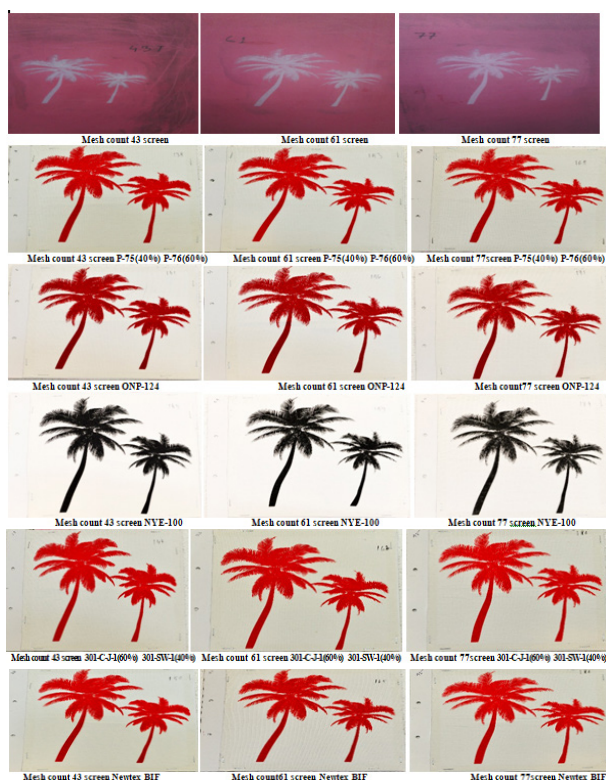 Mesh count 43 screen Mesh count 61 screen Mesh count 77 screen
Mesh count 43 screen P-75(40%) P-76(60%) Mesh count 61 screen P-75(40%) P-76(60%) Mesh count 77screen P-75(40%) P-76(60%)
Mesh count 43 screen ONP-124 Mesh count 61 screen ONP-124 Mesh count77 screen ONP-124
Mesh count 43 screen NYE-100 Mesh count 61 screen NYE-100 Mesh count 77 screen NYE-100
Mesh count 43 screen 301-C-J-1(60%) 301-SW-1(40%) Mesh count 61 screen 301-C-J-1(60%) 301-SW-1(40%) Mesh count 77screen 301-C-J-1(60%) 301-SW-1(40%)
Mesh count 43 screen Newtex BIF Mesh count61 screen Newtex BIF Mesh count 77screen Newtex BIF